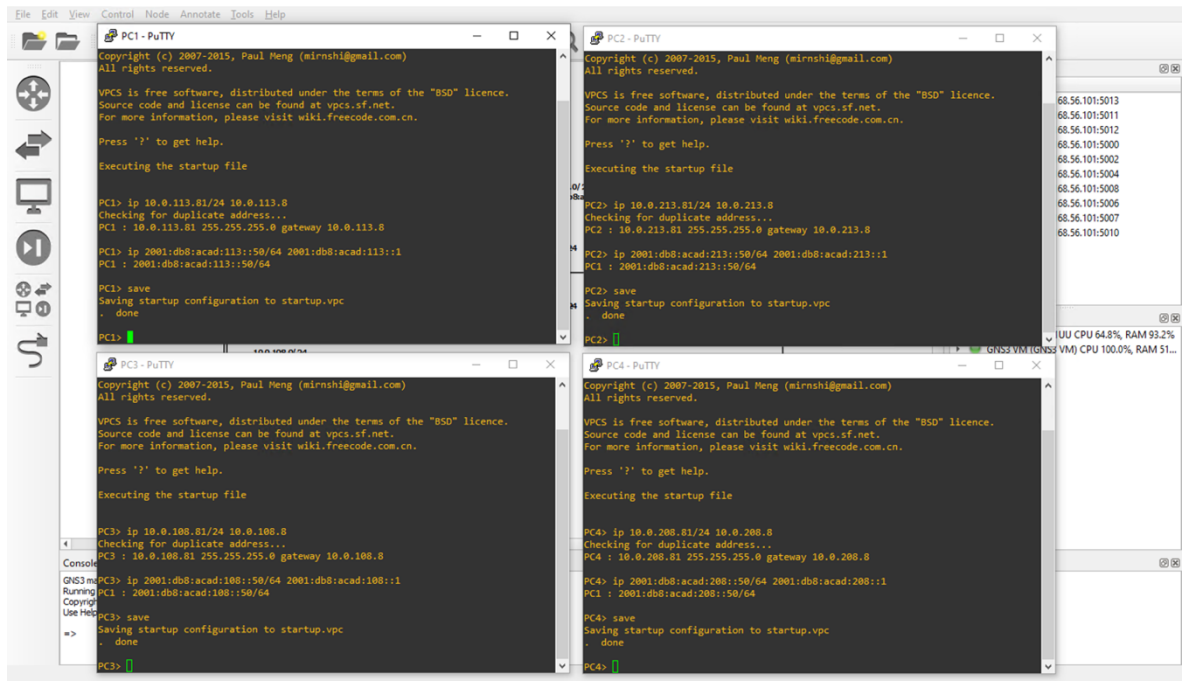 File Edit View Control Node Annotate Tools Help
PC1 - PuTTY
Copyright (c) 2007-2015, Paul Meng (mirnshi@gmail.com)
All rights reserved.
VPCS is free software, distributed under the terms of the "BSD" licence.
Source code and license can be found at vpcs.sf.net.
For more information, please visit wiki.freecode.com.cn.
Press '?' to get help.
Executing the startup file
PC1> ip 10.0.113.81/24 10.0.113.8
Checking for duplicate address...
PC1 : 10.0.113.81 255.255.255.0 gateway 10.0.113.8
PC1> ip 2001:db8:acad:113::50/64 2001:db8:acad:113::1
PC1 : 2001:db8:acad:113::50/64
PC1> save
Saving startup configuration to startup.vpc
. done
PC1>
PC2 - PuTTY
Copyright (c) 2007-2015, Paul Meng (mirnshi@gmail.com)
All rights reserved.
VPCS is free software, distributed under the terms of the "BSD" licence.
Source code and license can be found at vpcs.sf.net.
For more information, please visit wiki.freecode.com.cn.
Press '?' to get help.
Executing the startup file
PC2> ip 10.0.213.81/24 10.0.213.8
Checking for duplicate address...
PC2 : 10.0.213.81 255.255.255.0 gateway 10.0.213.8
PC2> ip 2001:db8:acad:213::50/64 2001:db8:acad:213::1
PC1 : 2001:db8:acad:213::50/64
PC2> save
Saving startup configuration to startup.vpc
. done
PC2>
68.56.101:5013
68.56.101:5011
68.56.101:5012
68.56.101:5000
68.56.101:5002
68.56.101:5004
68.56.101:5008
68.56.101:5006
68.56.101:5007
68.56.101:5010
UU CPU 64.8%, RAM 93.2%
GNS3 VM (GNS3 VM) CPU 100.0%, RAM 51...
10.0.108.0/24
PC3 - PuTTY
Copyright (c) 2007-2015, Paul Meng (mirnshi@gmail.com)
All rights reserved.
VPCS is free software, distributed under the terms of the "BSD" licence.
Source code and license can be found at vpcs.sf.net.
For more information, please visit wiki.freecode.com.cn.
Press '?' to get help.
Executing the startup file
PC3> ip 10.0.108.81/24 10.0.108.8
Checking for duplicate address...
PC3 : 10.0.108.81 255.255.255.0 gateway 10.0.108.8
PC3> ip 2001:db8:acad:108::50/64 2001:db8:acad:108::1
PC1 : 2001:db8:acad:108::50/64
PC3> save
Saving startup configuration to startup.vpc
. done
PC3>
PC4 - PuTTY
Copyright (c) 2007-2015, Paul Meng (mirnshi@gmail.com)
All rights reserved.
VPCS is free software, distributed under the terms of the "BSD" licence.
Source code and license can be found at vpcs.sf.net.
For more information, please visit wiki.freecode.com.cn.
Press '?' to get help.
Executing the startup file
PC4> ip 10.0.208.81/24 10.0.208.8
Checking for duplicate address...
PC4 : 10.0.208.81 255.255.255.0 gateway 10.0.208.8
PC4> ip 2001:db8:acad:208::50/64 2001:db8:acad:208::1
PC1 : 2001:db8:acad:208::50/64
PC4> save
Saving startup configuration to startup.vpc
. done
PC4>
Console
GNS3 ma
Running
Copyrigh
Use Help
=>